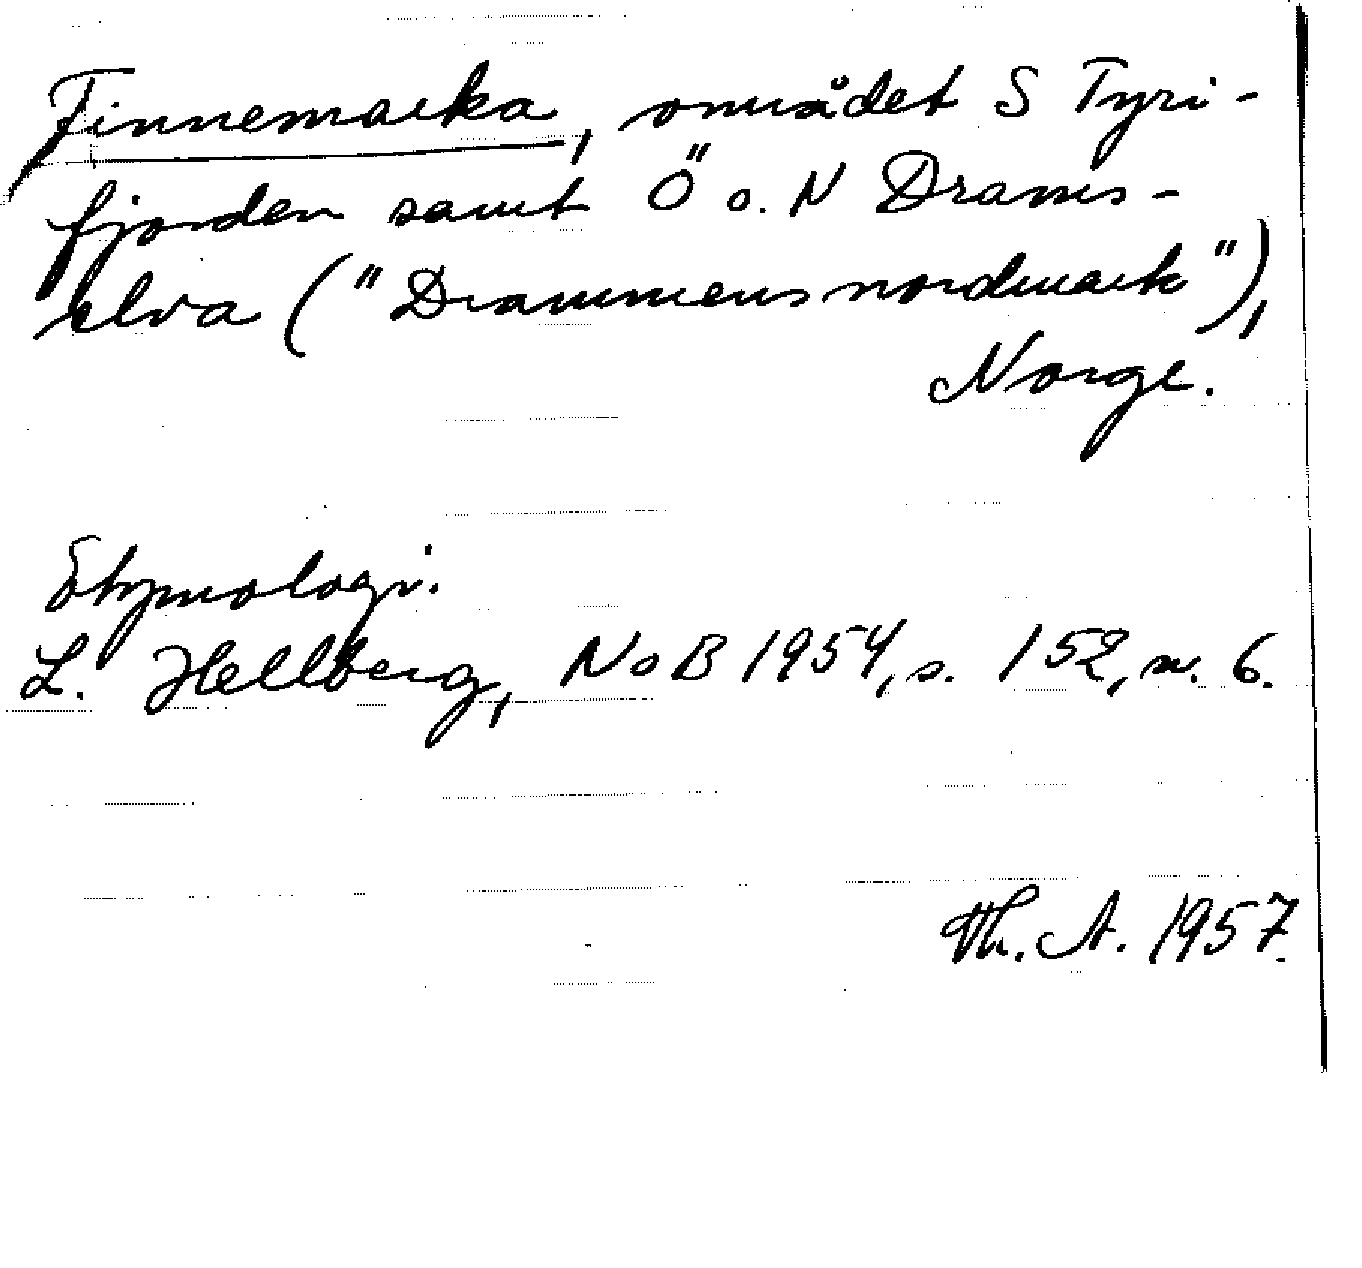 Finnemarka, området S Tyri-
fjorden samt Ö o. N Drams-
elva ("Drammens nordmark"),
Norge.
Etymologi.
L. Hellberg, NoB 1954, s. 152, n. 6.
Th. A. 1957.